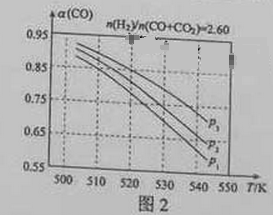 α(CO)
n(H₂)/n(CO+CO₂)=2.60
0.95
0.85
0.75
0.65
0.55
p₃
p₂
p₁
500 510 520 530 540 550 T/K
图2